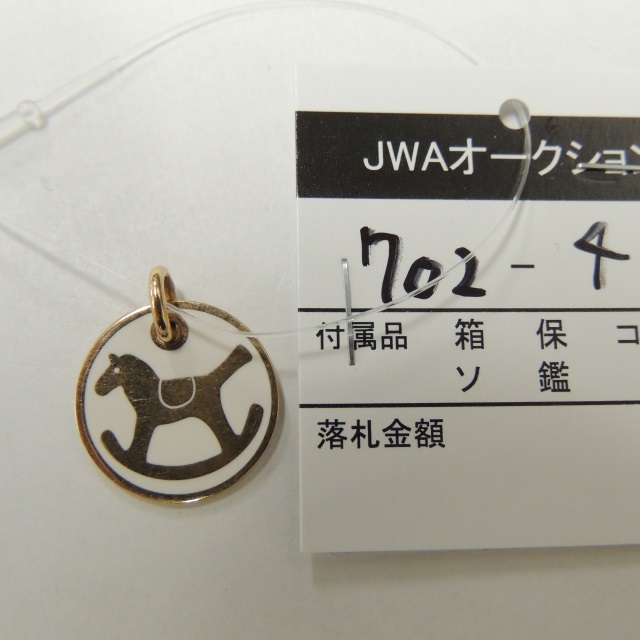 JWAオークション
702-4
付属品 箱 保 コ
ソ 鑑
落札金額